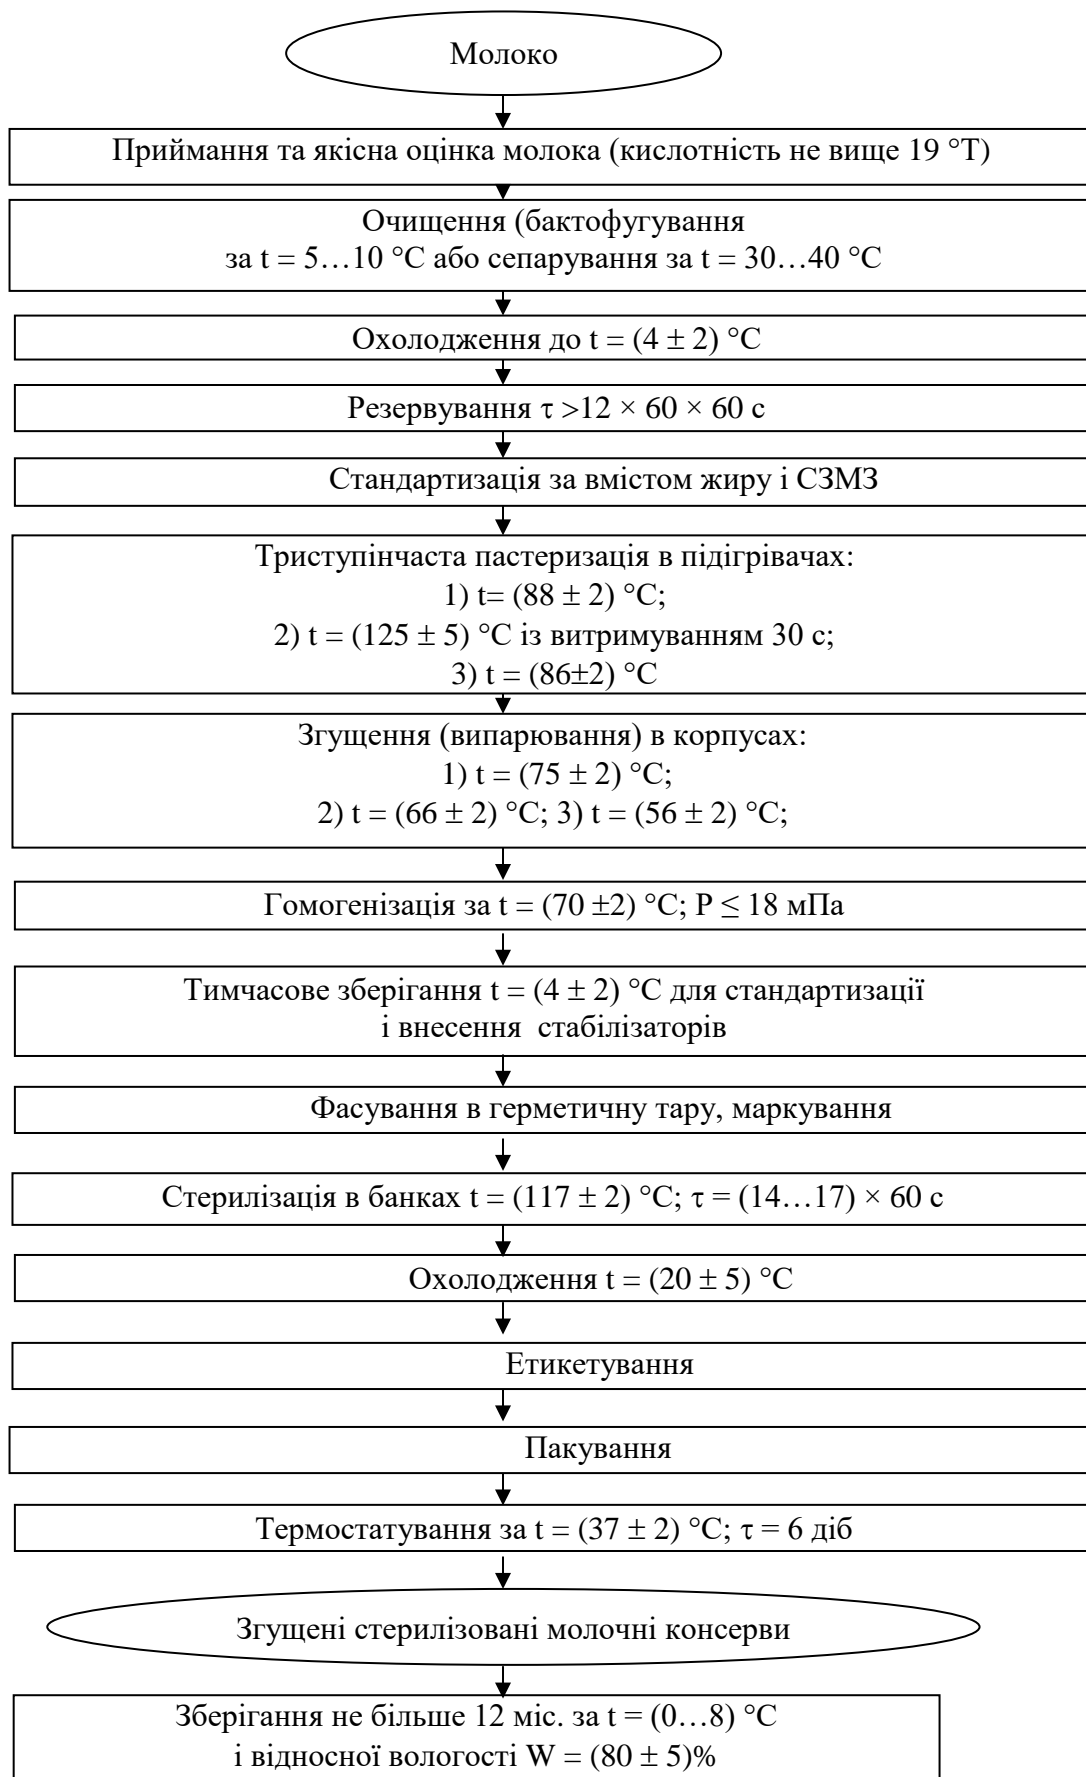 Молоко
Приймання та якісна оцінка молока (кислотність не вище 19 °Т)
Очищення (бактофугування
за t = 5…10 °С або сепарування за t = 30…40 °С
Охолодження до t = (4 ± 2) °С
Резервування τ >12 × 60 × 60 с
Стандартизація за вмістом жиру і СЗМЗ
Триступінчаста пастеризація в підігрівачах:
1) t= (88 ± 2) °С;
2) t = (125 ± 5) °С із витримуванням 30 с;
3) t = (86±2) °С
Згущення (випарювання) в корпусах:
1) t = (75 ± 2) °С;
2) t = (66 ± 2) °С; 3) t = (56 ± 2) °С;
Гомогенізація за t = (70 ±2) °С; Р ≤ 18 мПа
Тимчасове зберігання t = (4 ± 2) °С для стандартизації
і внесення стабілізаторів
Фасування в герметичну тару, маркування
Стерилізація в банках t = (117 ± 2) °С; τ = (14…17) × 60 с
Охолодження t = (20 ± 5) °С
Етикетування
Пакування
Термостатування за t = (37 ± 2) °С; τ = 6 діб
Згущені стерилізовані молочні консерви
Зберігання не більше 12 міс. за t = (0…8) °С
і відносної вологості W = (80 ± 5)%